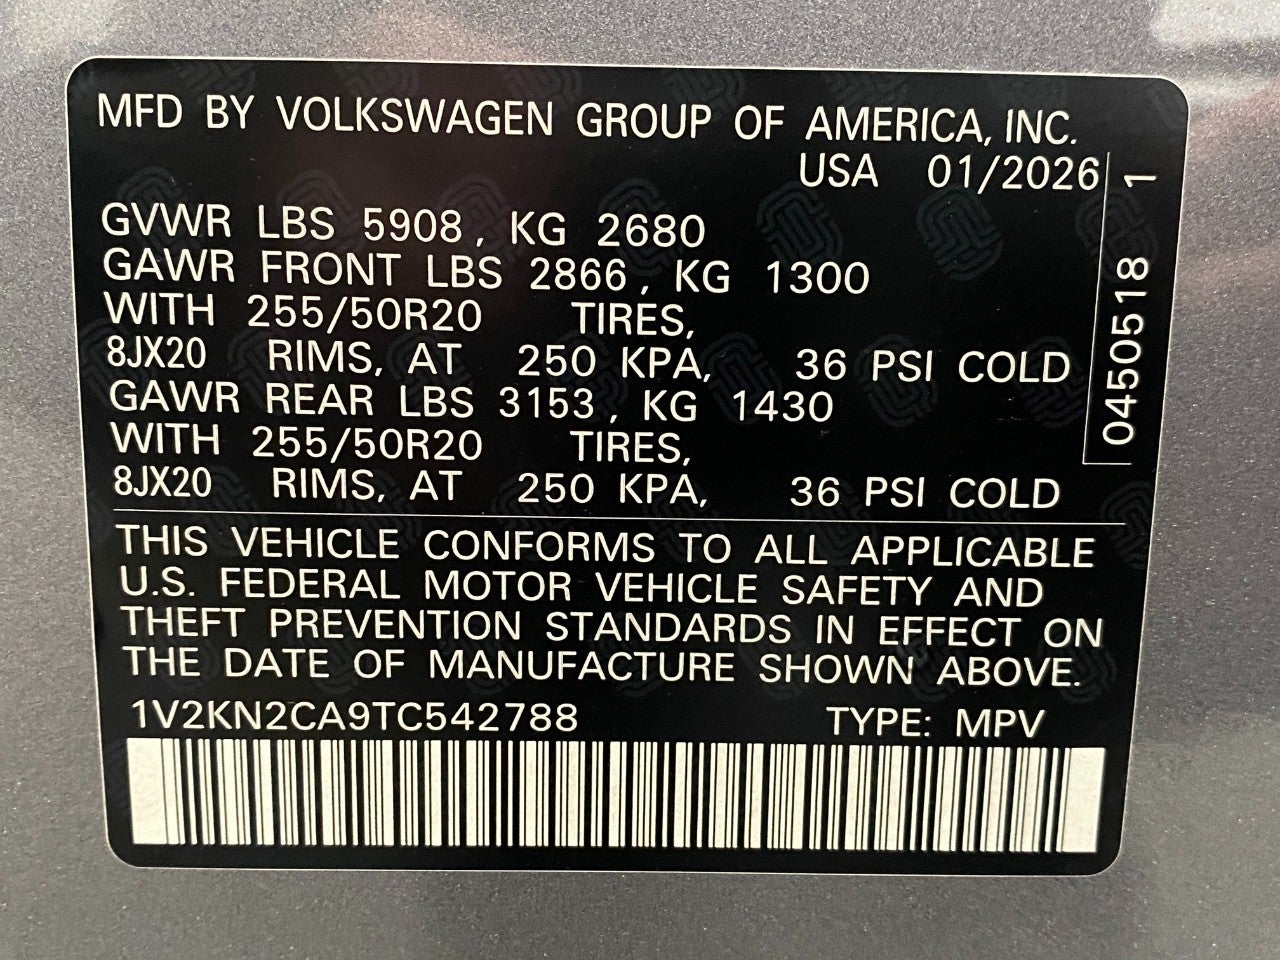 MFD BY VOLKSWAGEN GROUP OF AMERICA, INC.
USA 01/2026
GVWR LBS 5908, KG 2680
GAWR FRONT LBS 2866, KG 1300
WITH 255/50R20 TIRES,
8JX20 RIMS, AT 250 KPA, 36 PSI COLD
GAWR REAR LBS 3153, KG 1430
WITH 255/50R20 TIRES,
8JX20 RIMS, AT 250 KPA, 36 PSI COLD
0450518 1
THIS VEHICLE CONFORMS TO ALL APPLICABLE
U.S. FEDERAL MOTOR VEHICLE SAFETY AND
THEFT PREVENTION STANDARDS IN EFFECT ON
THE DATE OF MANUFACTURE SHOWN ABOVE.
1V2KN2CA9TC542788 TYPE: MPV